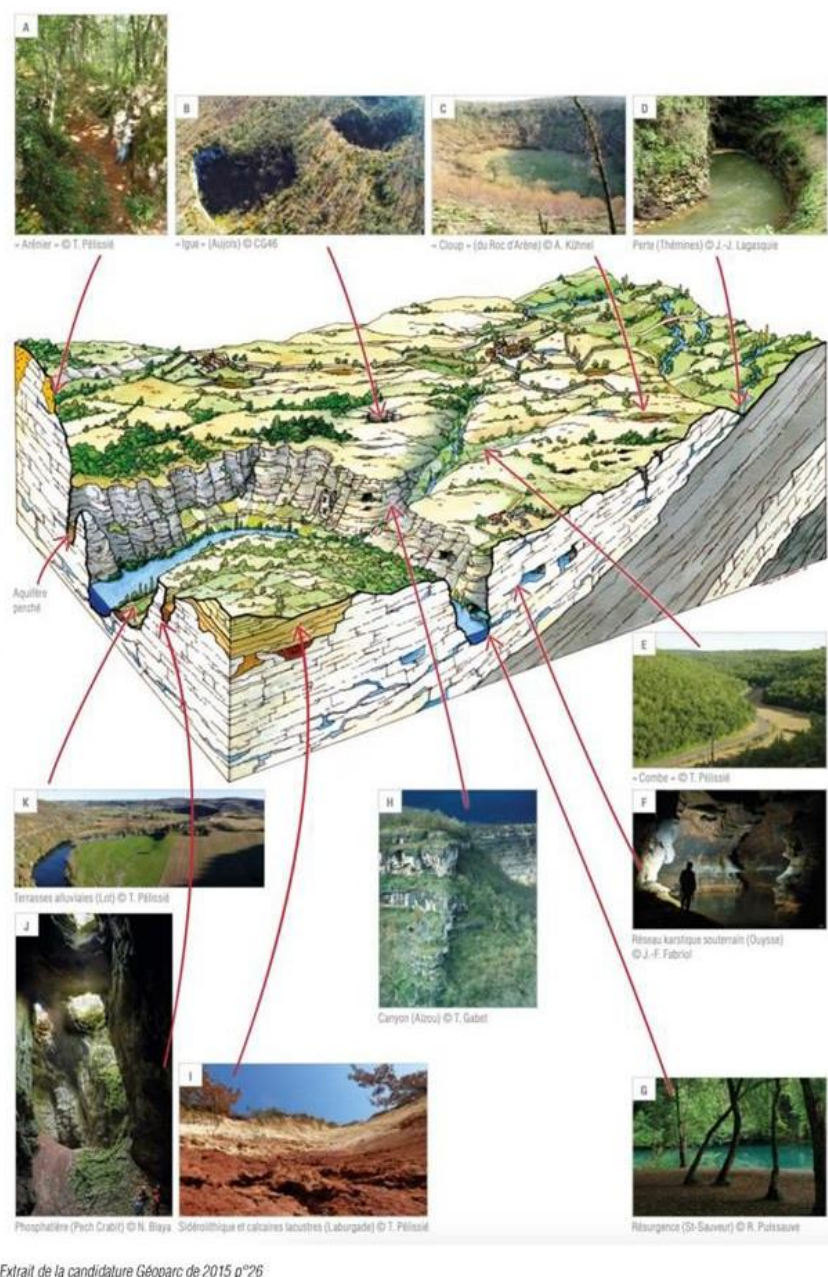 A
B
C
D
« Arénier » © T. Pélissié
« Igue » (Aujols) © CG46
« Cloup » (du Roc d'Arène) © A. Kühnel
Perte (Thémines) © J.-J. Lagasquie
Aquifère
perché
E
« Combe » © T. Pélissié
K
H
F
Terrasses alluviales (Lot) © T. Pélissié
J
Réseau karstique souterrain (Ouysse)
© J.-F. Fabriol
Canyon (Alzou) © T. Gabet
I
G
Phosphatière (Pech Crabit) © N. Blaya
Sidérolithique et calcaires lacustres (Laburgade) © T. Pélissié
Résurgence (St-Sauveur) © R. Puissauve
Extrait de la candidature Géoparc de 2015 p°26